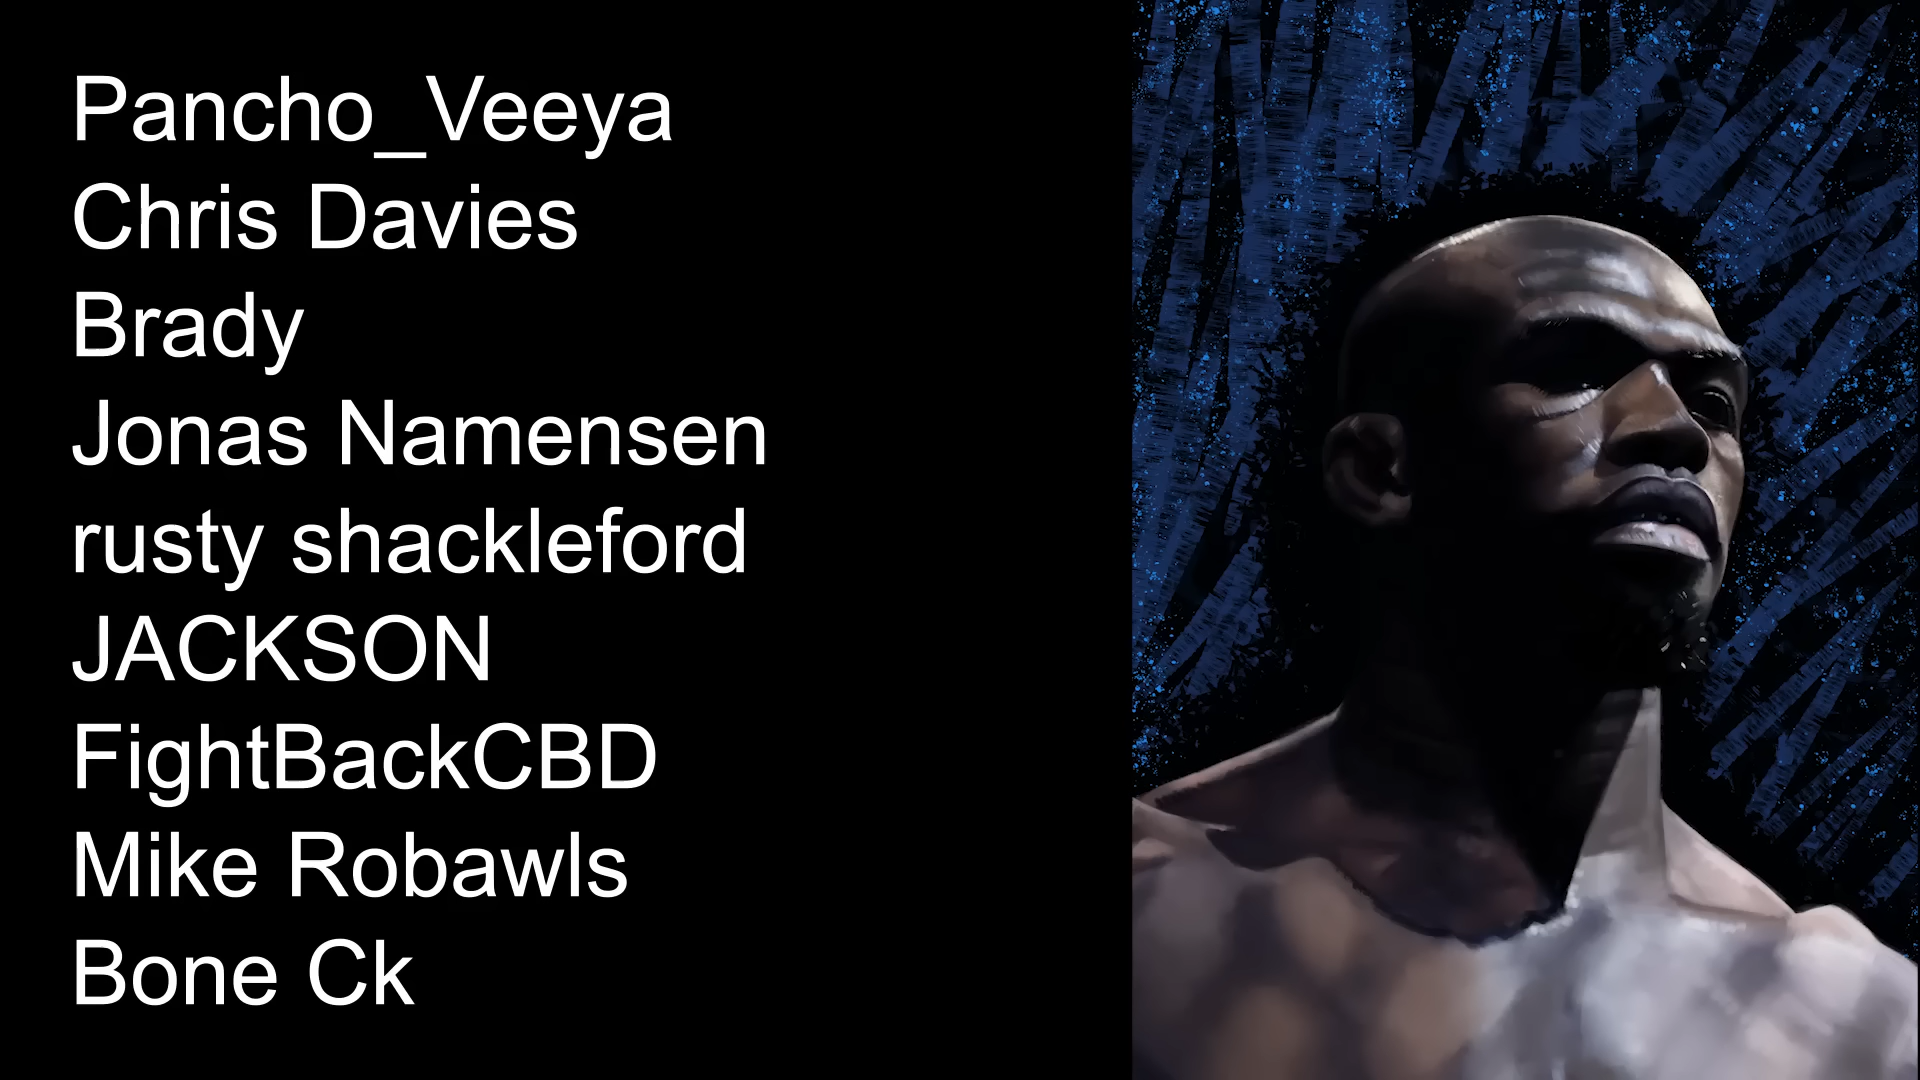 Pancho_Veeya
Chris Davies
Brady
Jonas Namensen
rusty shackleford
JACKSON
FightBackCBD
Mike Robawls
Bone Ck